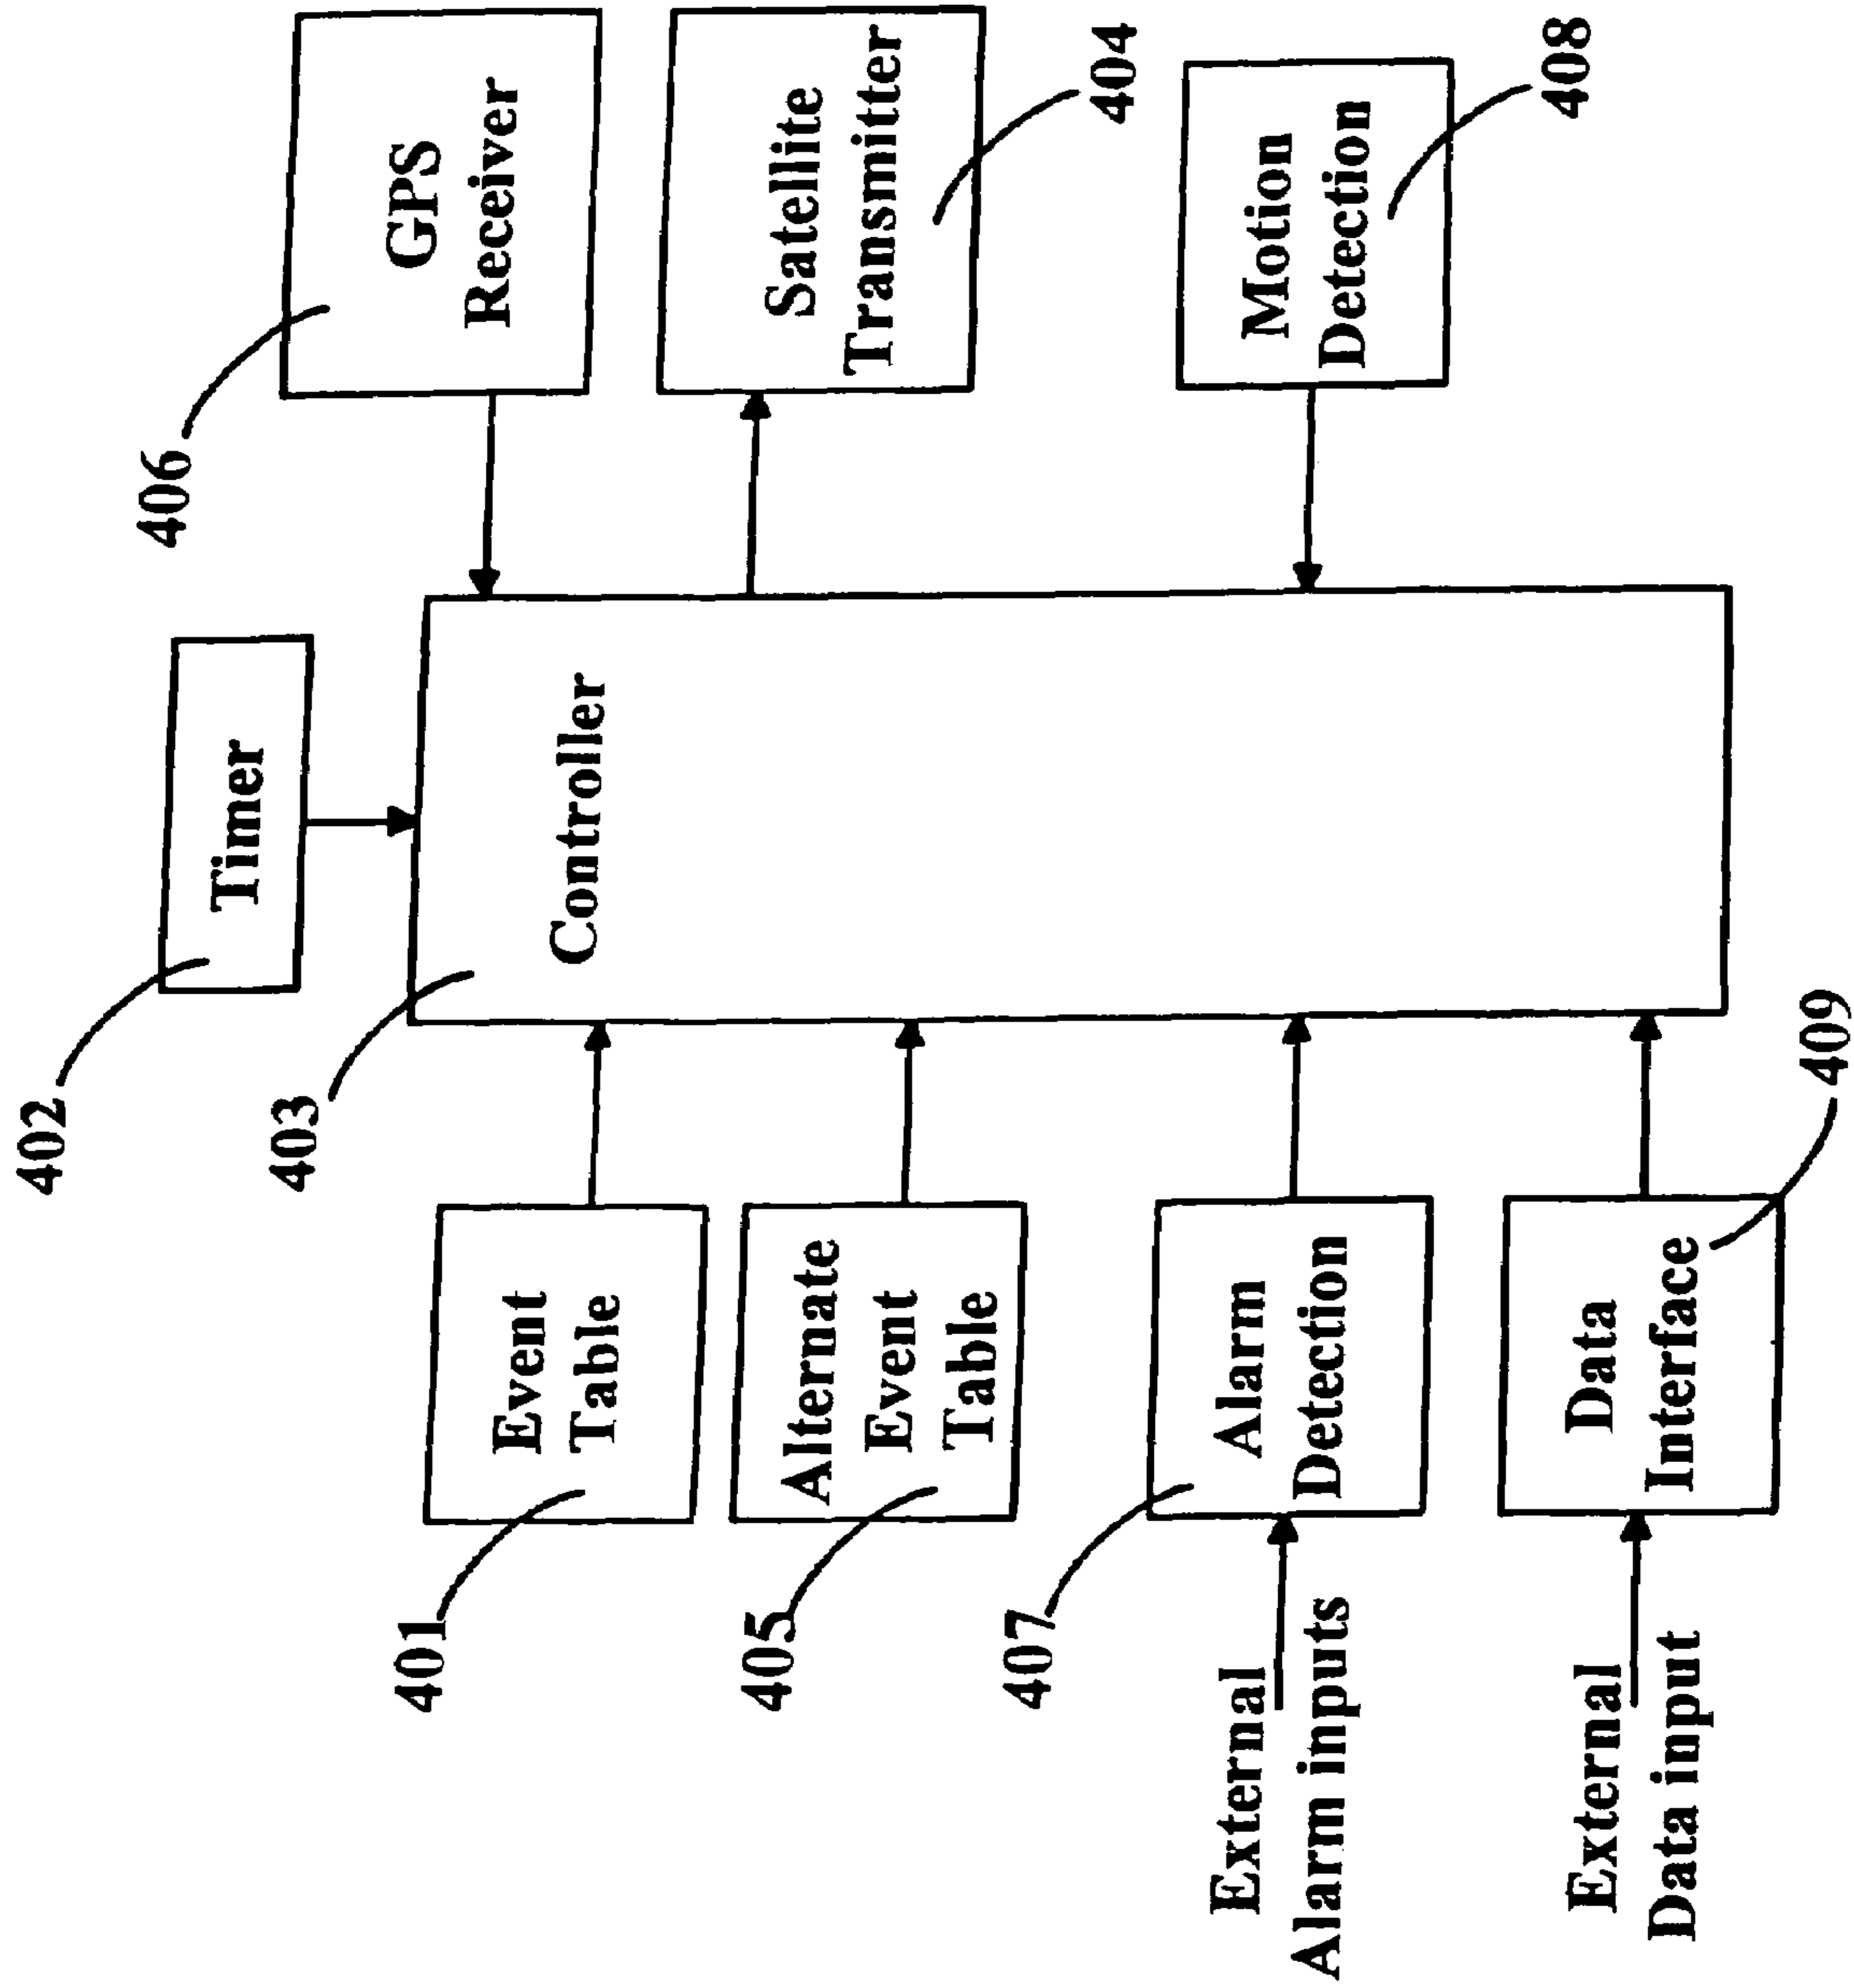 402
Timer
406
GPS
Receiver
403
Controller
401
Event
Table
Satellite
Transmitter
404
405
Alternate
Event
Table
407
Alarm
Detection
External
Alarm inputs
Motion
Detection
408
Data
Interface
409
External
Data input